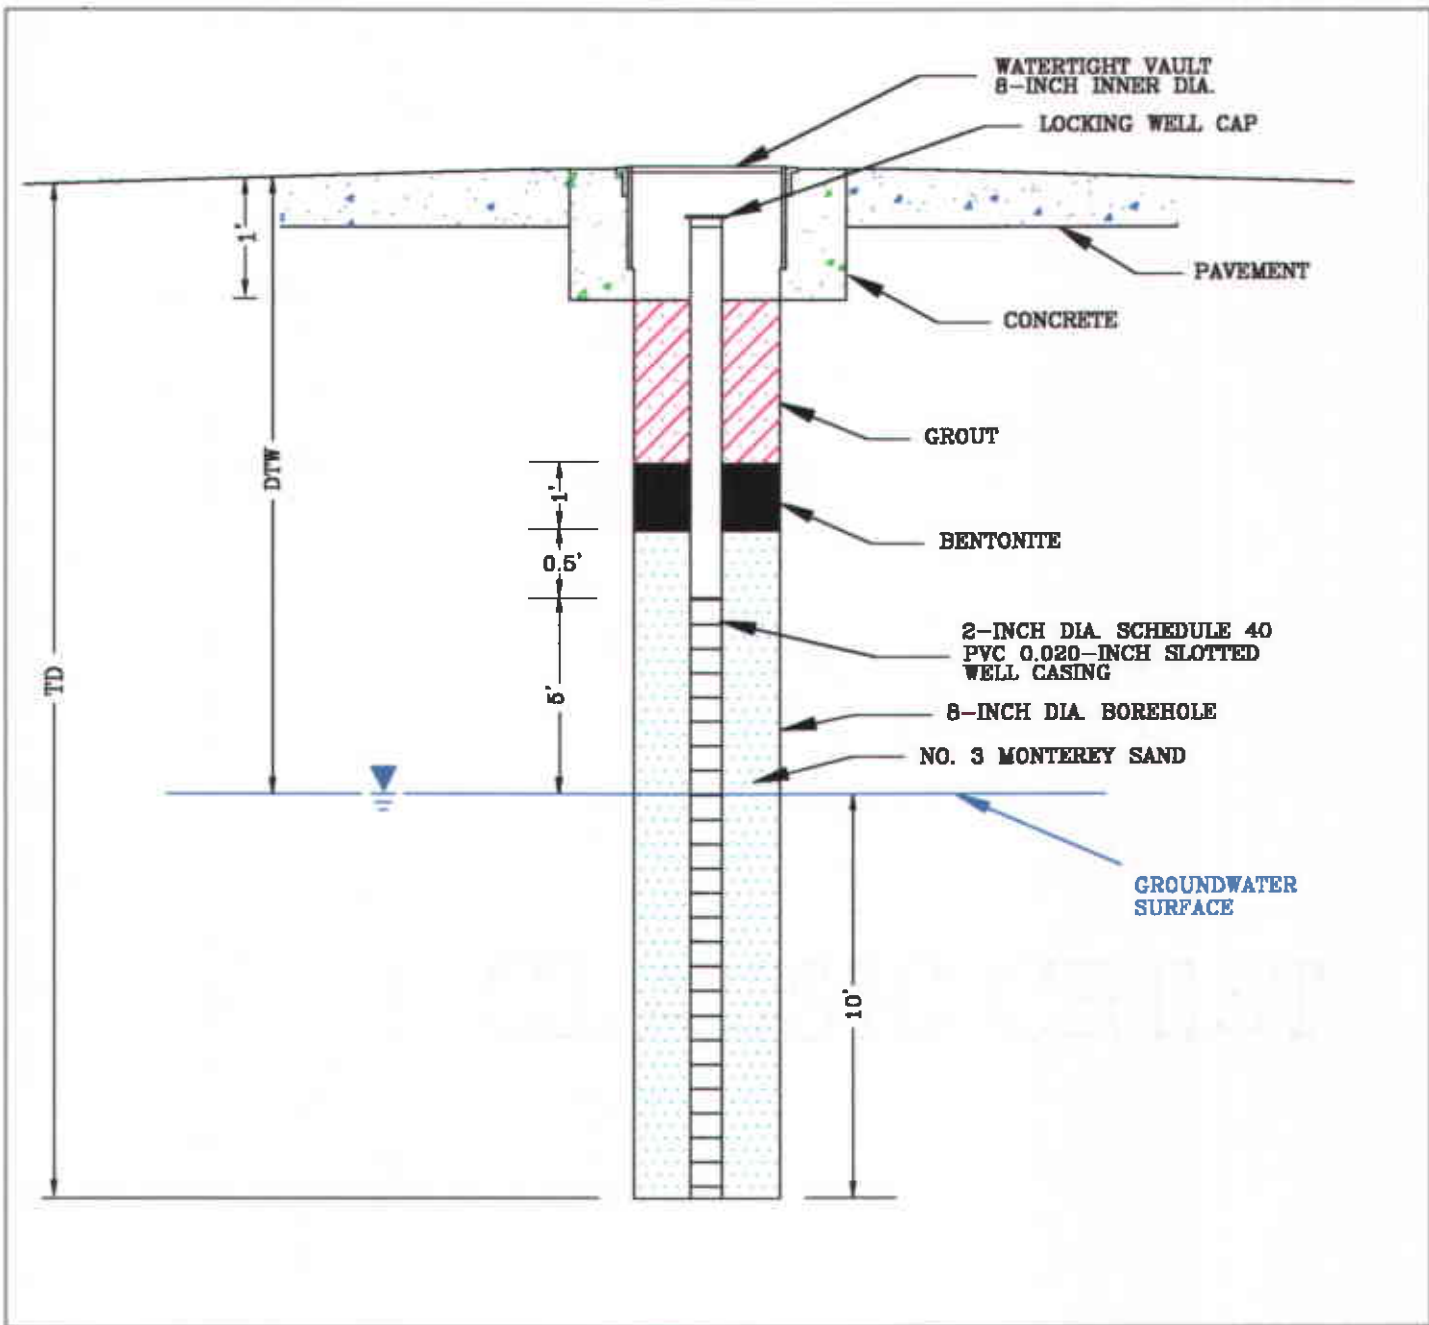 WATERTIGHT VAULT
8-INCH INNER DIA.
LOCKING WELL CAP
1'
PAVEMENT
CONCRETE
GROUT
DTW
1'
BENTONITE
0.5'
2-INCH DIA. SCHEDULE 40
PVC 0.020-INCH SLOTTED
WELL CASING
TD
5'
8-INCH DIA. BOREHOLE
NO. 3 MONTEREY SAND
GROUNDWATER
SURFACE
10'